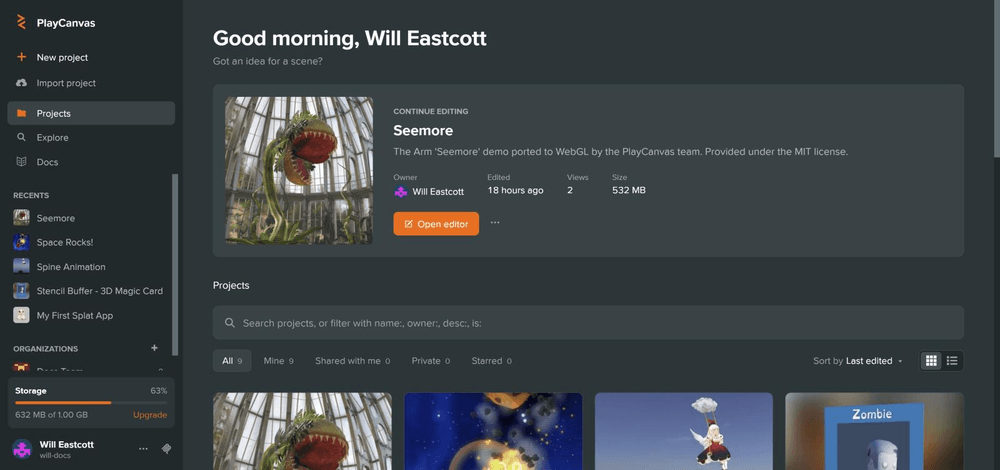 PlayCanvas
New project
Import project
Projects
Explore
Docs
RECENTS
Seemore
Space Rocks!
Spine Animation
Stencil Buffer - 3D Magic Card
My First Splat App
ORGANIZATIONS
Storage
63%
632 MB of 1.00 GB
Upgrade
Will Eastcott
will-docs
Good morning, Will Eastcott
Got an idea for a scene?
CONTINUE EDITING
Seemore
The Arm 'Seemore' demo ported to WebGL by the PlayCanvas team. Provided under the MIT license.
Owner
Will Eastcott
Edited
18 hours ago
Views
2
Size
532 MB
Open editor
Projects
Search projects, or filter with name:, owner:, desc:, is:
All 9
Mine 9
Shared with me 0
Private 0
Starred 0
Sort by Last edited
Zombie